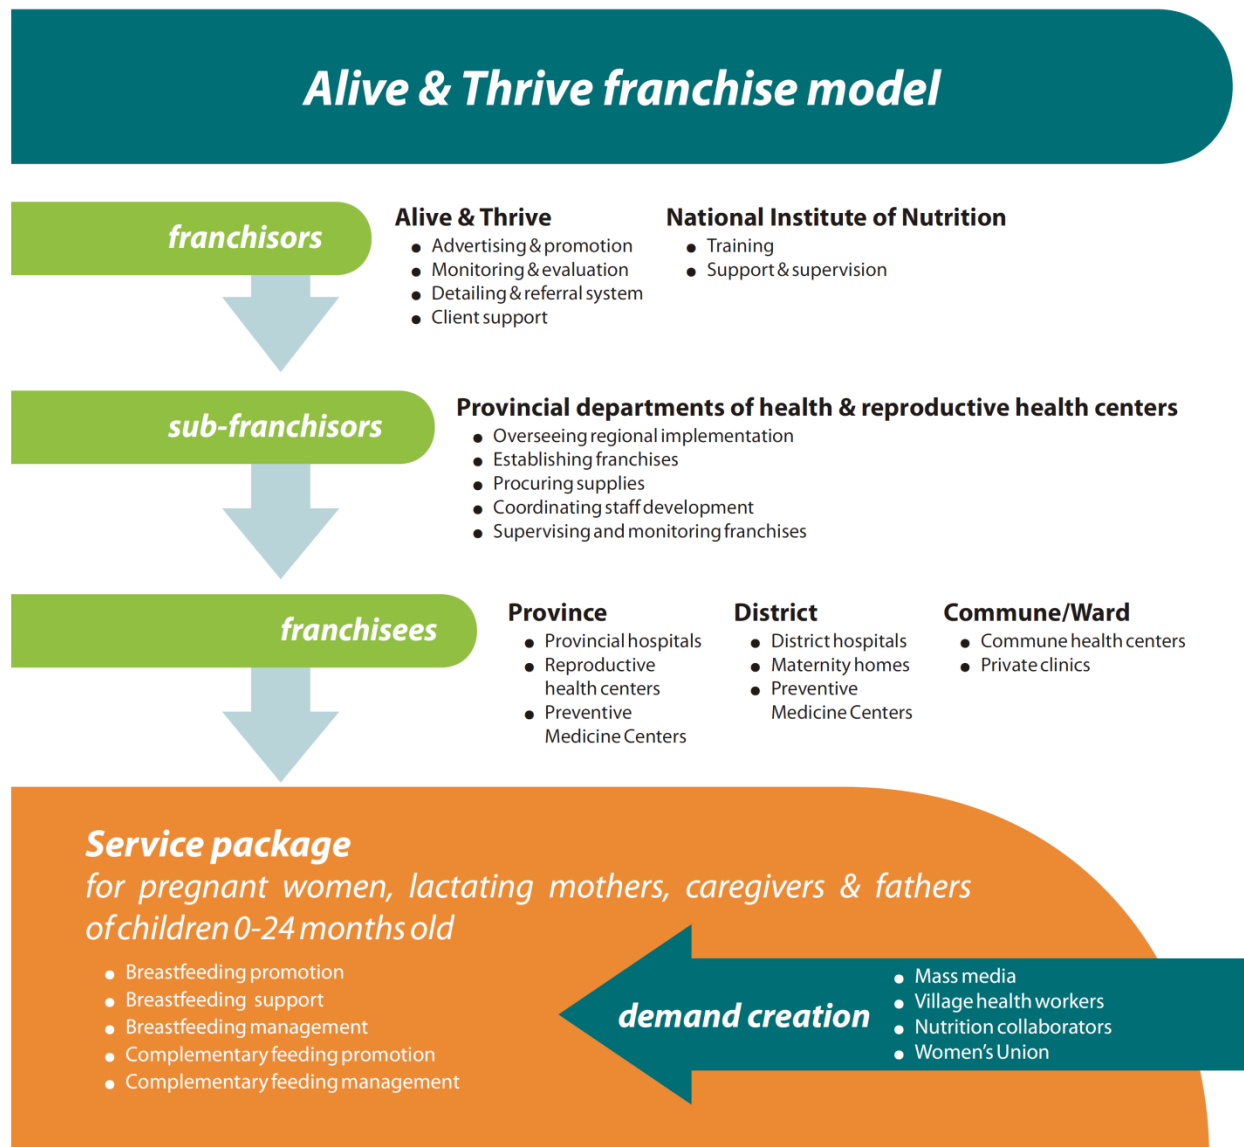 Alive & Thrive franchise model
franchisors
Alive & Thrive
● Advertising & promotion
● Monitoring & evaluation
● Detailing & referral system
● Client support
National Institute of Nutrition
● Training
● Support & supervision
sub-franchisors
Provincial departments of health & reproductive health centers
● Overseeing regional implementation
● Establishing franchises
● Procuring supplies
● Coordinating staff development
● Supervising and monitoring franchises
franchisees
Province
● Provincial hospitals
● Reproductive
health centers
● Preventive
Medicine Centers
District
● District hospitals
● Maternity homes
● Preventive
Medicine Centers
Commune/Ward
● Commune health centers
● Private clinics
Service package
for pregnant women, lactating mothers, caregivers & fathers
of children 0-24 months old
● Breastfeeding promotion
● Breastfeeding support
● Breastfeeding management
● Complementary feeding promotion
● Complementary feeding management
demand creation
● Mass media
● Village health workers
● Nutrition collaborators
● Women's Union